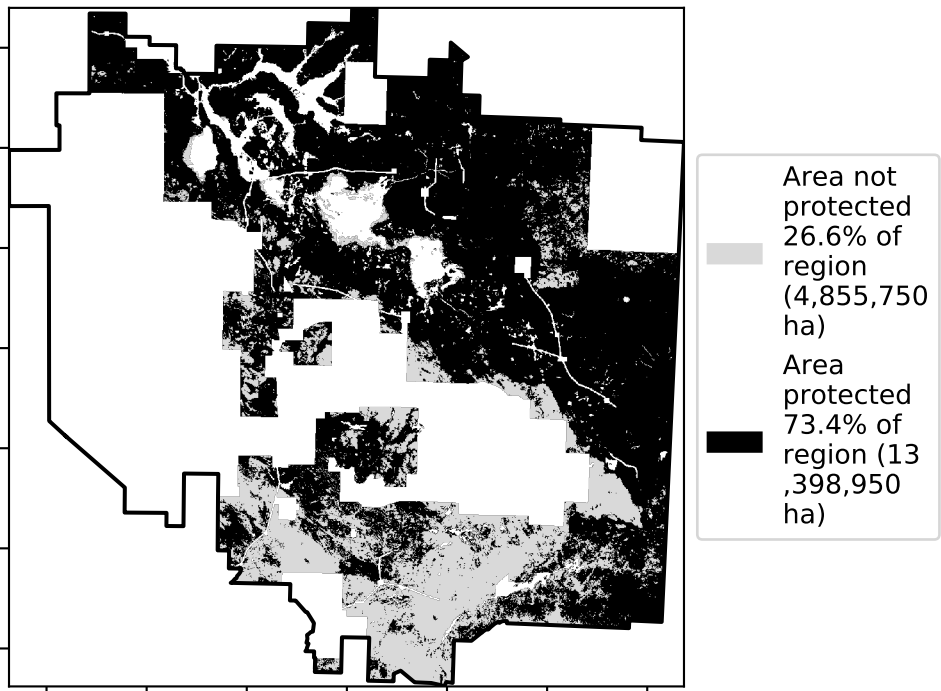 Area not
protected
26.6% of
region
(4,855,750
ha)
Area
protected
73.4% of
region (13
,398,950
ha)